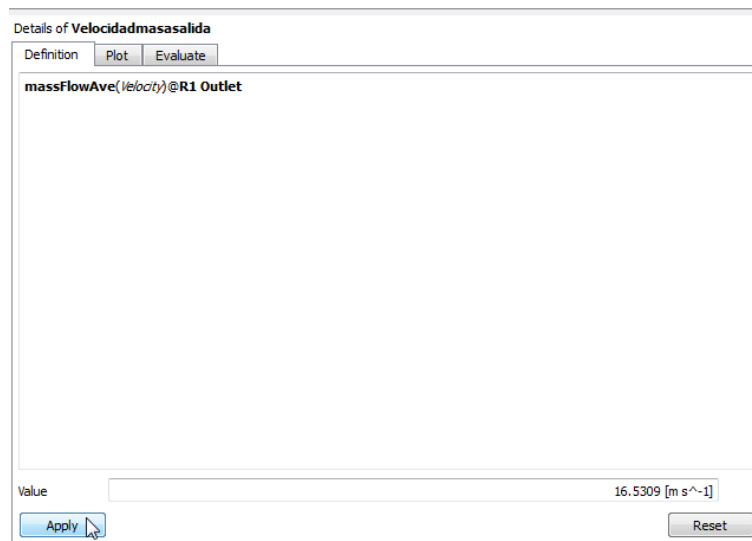 Details of Velocidadmasasalida
Definition Plot Evaluate
massFlowAve(Velocity)@R1 Outlet
Value 16.5309 [m s^-1]
Apply Reset